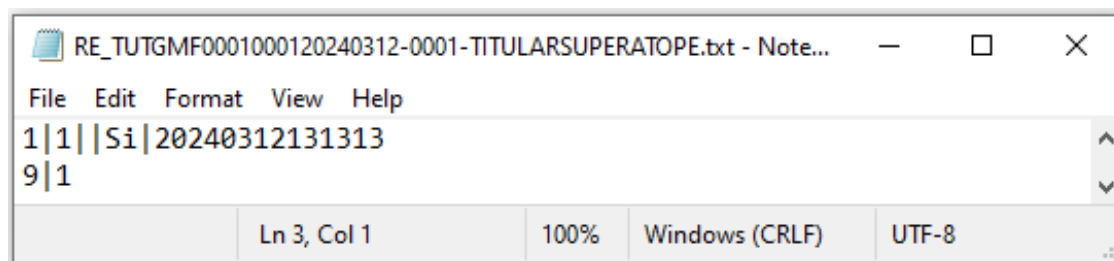 RE_TUTGMF0001000120240312-0001-TITULARSUPERATOPE.txt - Note...
File Edit Format View Help
1|1||Si|20240312131313
9|1
Ln 3, Col 1 100% Windows (CRLF) UTF-8